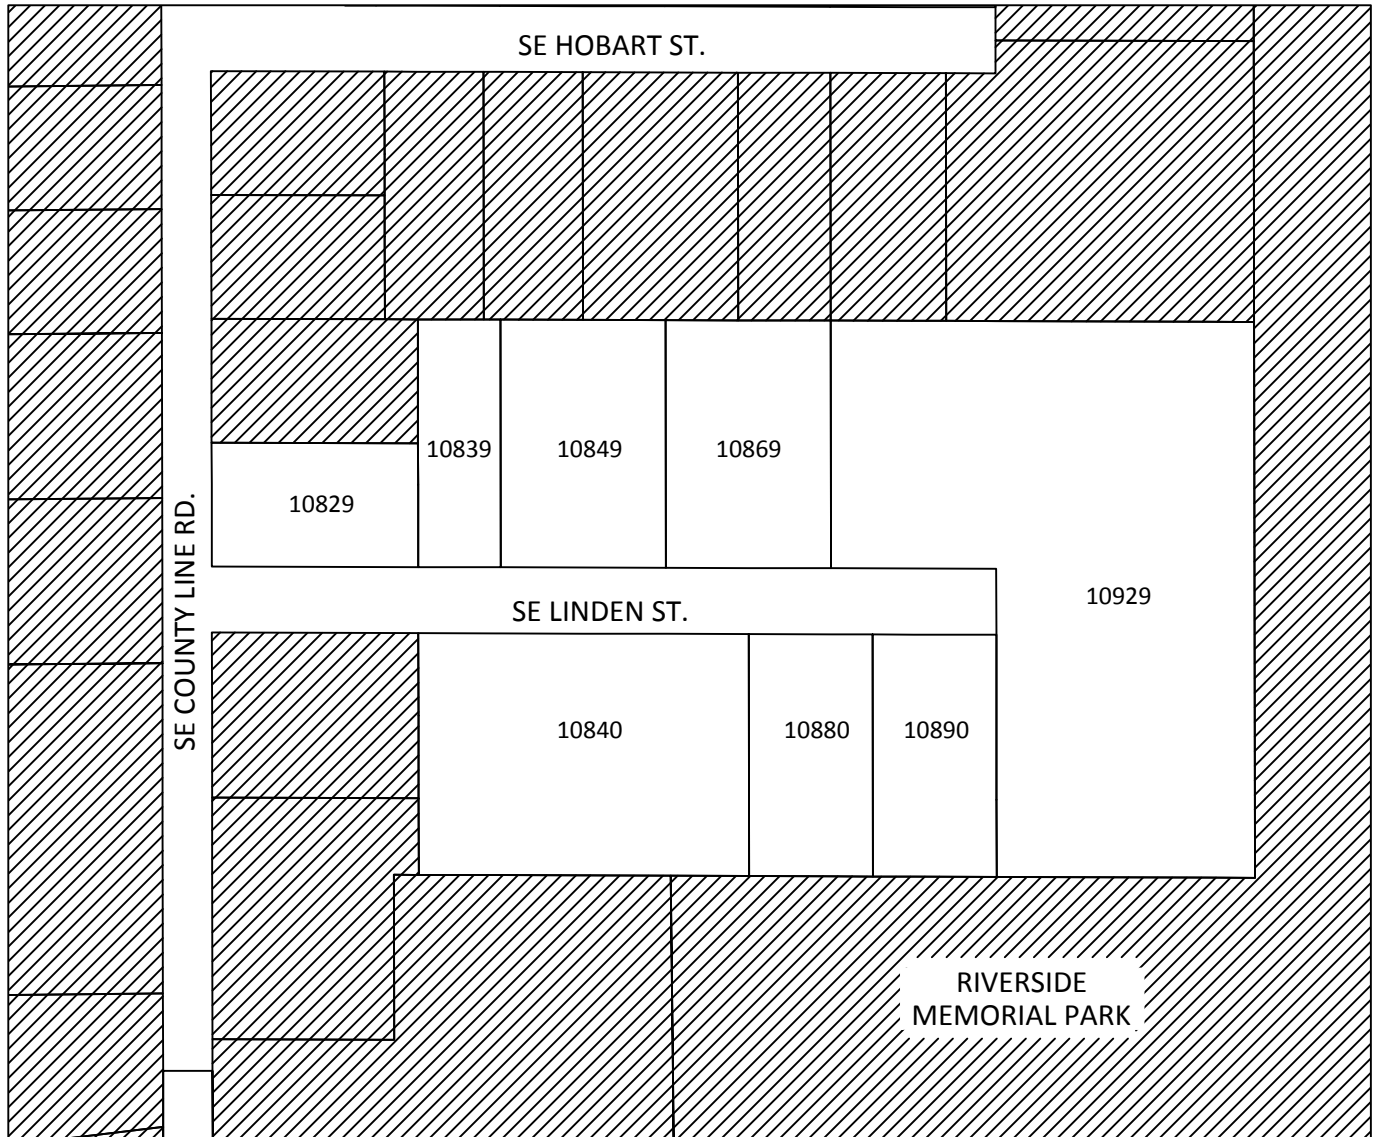 SE HOBART ST.
10839
10849
10869
10829
SE COUNTY LINE RD.
10929
SE LINDEN ST.
10840
10880
10890
RIVERSIDE
MEMORIAL PARK